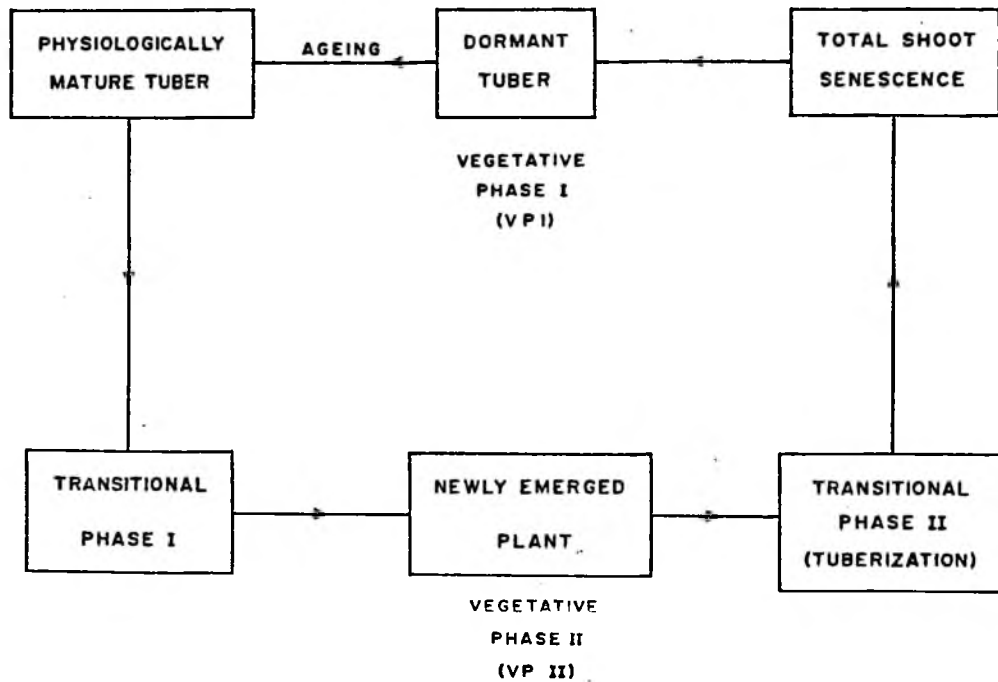 PHYSIOLOGICALLY
MATURE TUBER
AGEING
DORMANT
TUBER
TOTAL SHOOT
SENESCENCE
VEGETATIVE
PHASE I
(VPI)
TRANSITIONAL
PHASE I
NEWLY EMERGED
PLANT
TRANSITIONAL
PHASE II
(TUBERIZATION)
VEGETATIVE
PHASE II
(VP II)